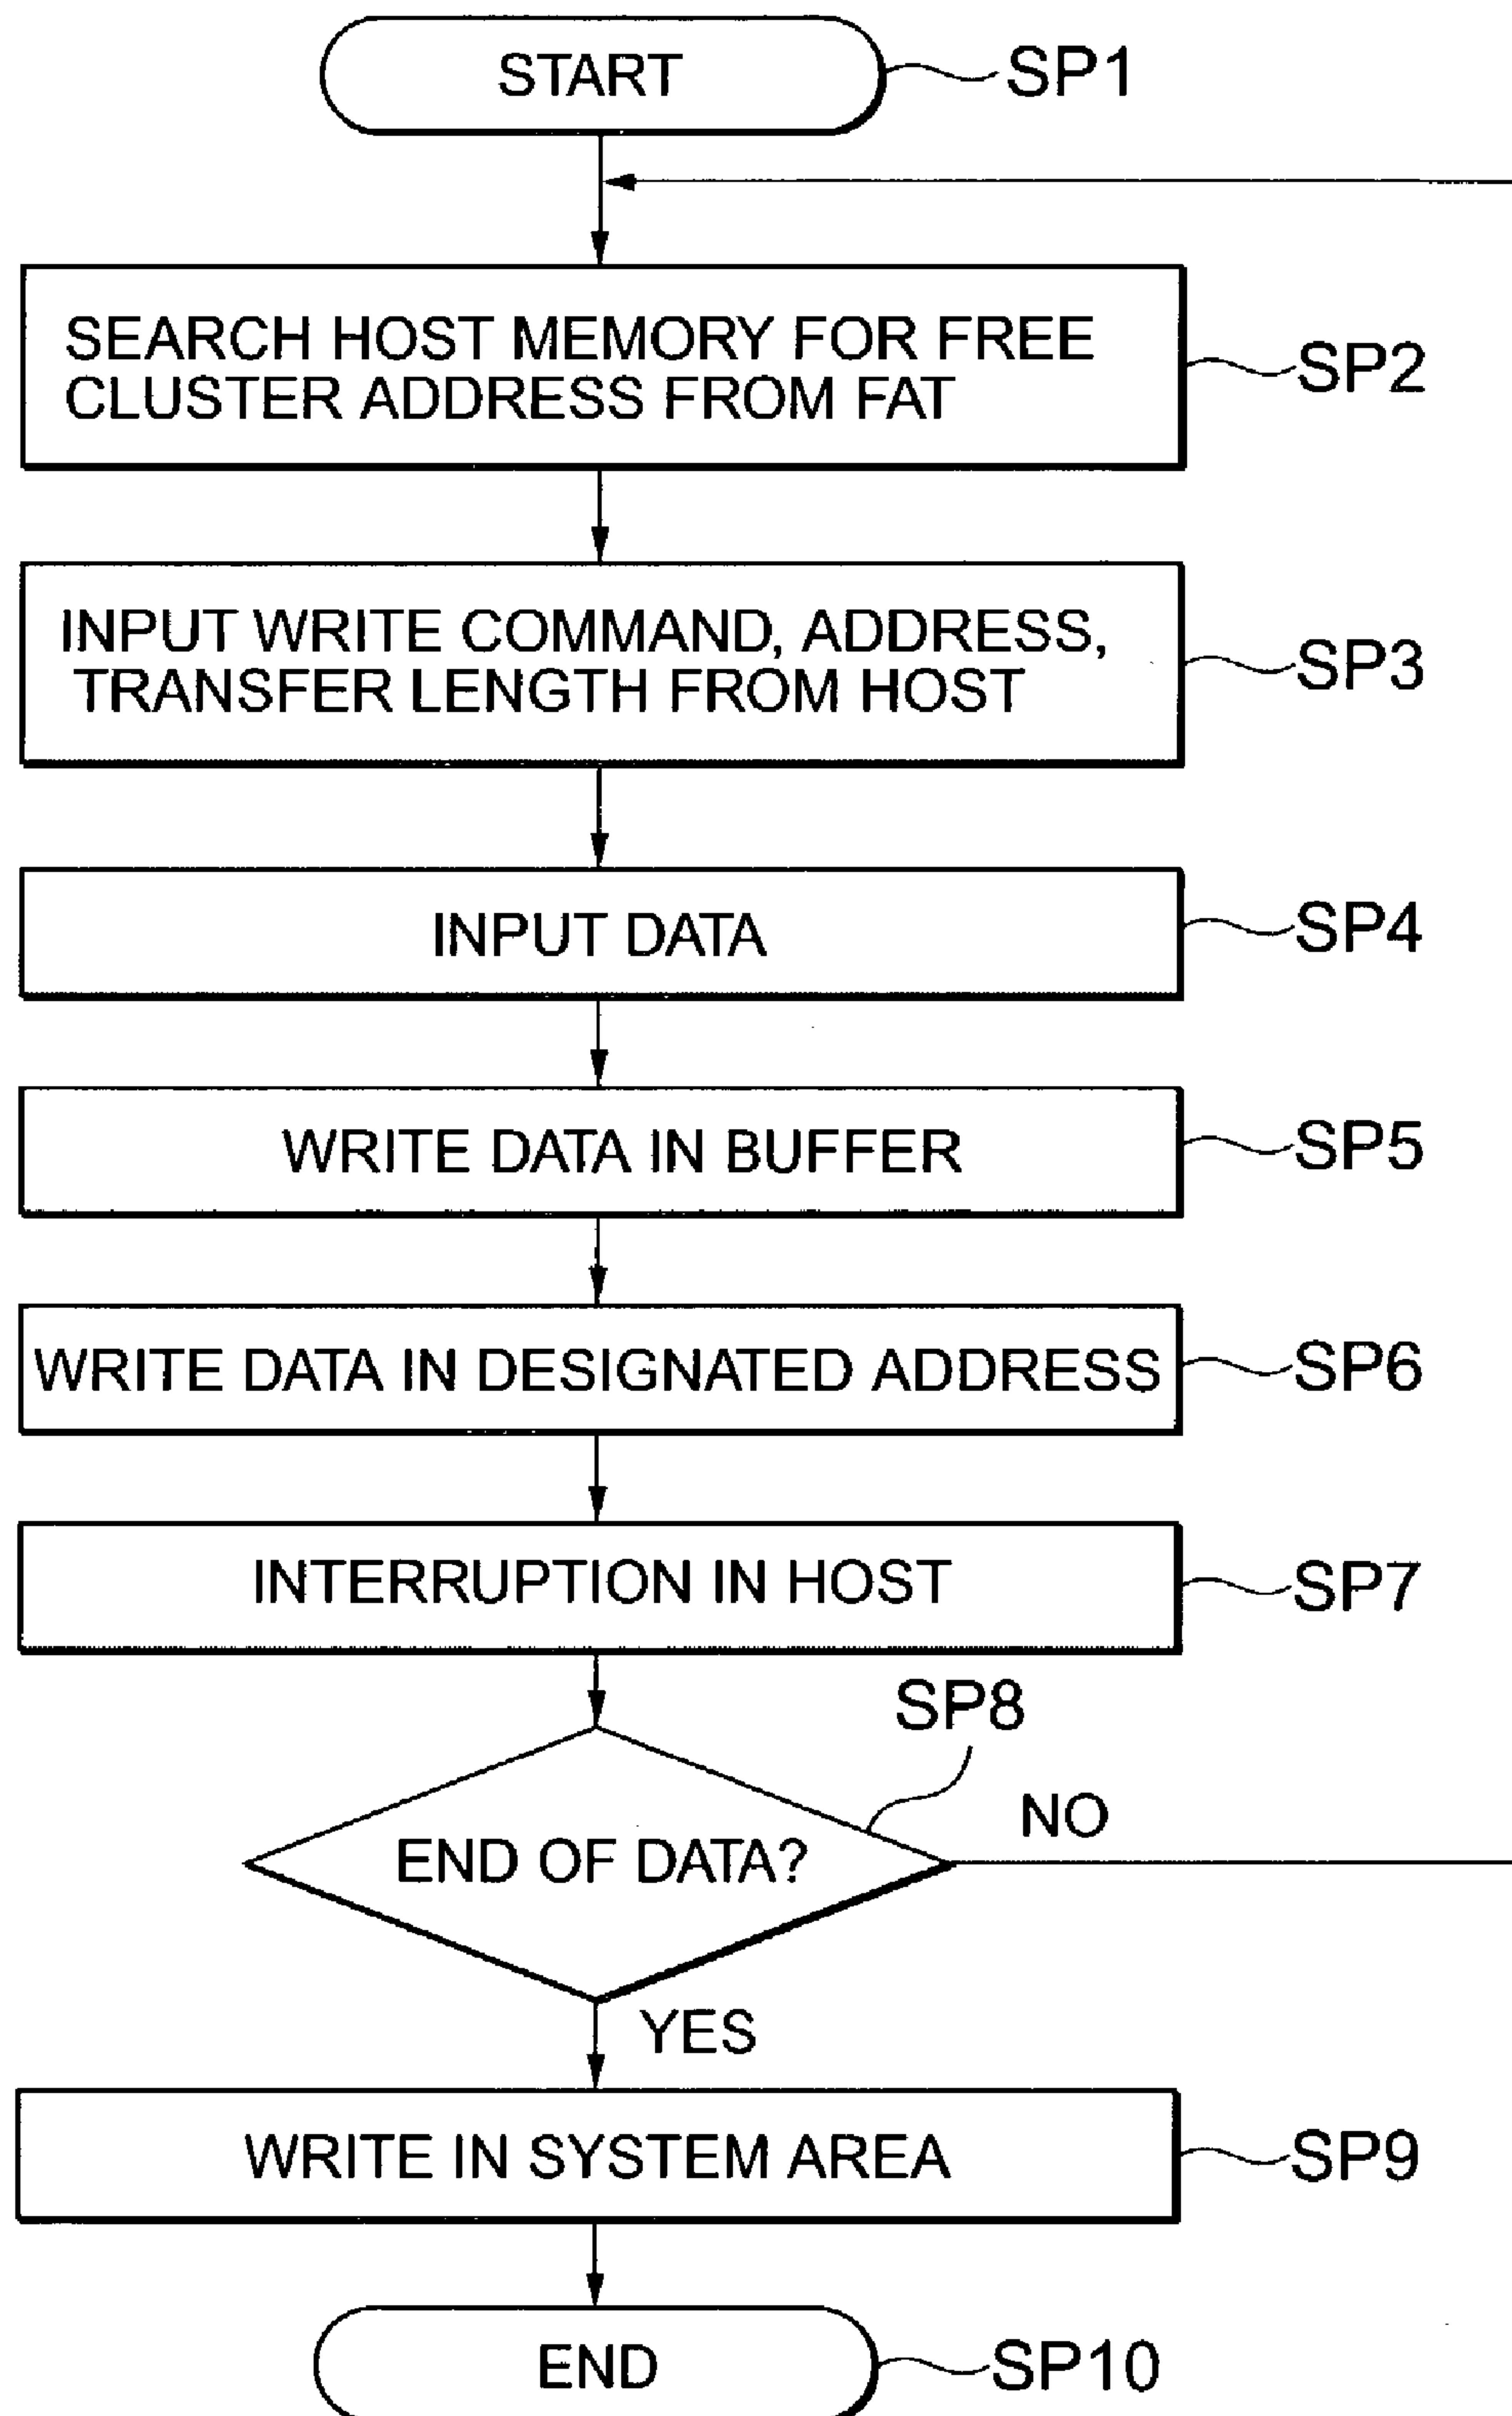 START
SP1
SEARCH HOST MEMORY FOR FREE
CLUSTER ADDRESS FROM FAT
SP2
INPUT WRITE COMMAND, ADDRESS,
TRANSFER LENGTH FROM HOST
SP3
INPUT DATA
SP4
WRITE DATA IN BUFFER
SP5
WRITE DATA IN DESIGNATED ADDRESS
SP6
INTERRUPTION IN HOST
SP7
SP8
NO
END OF DATA?
YES
WRITE IN SYSTEM AREA
SP9
END
SP10